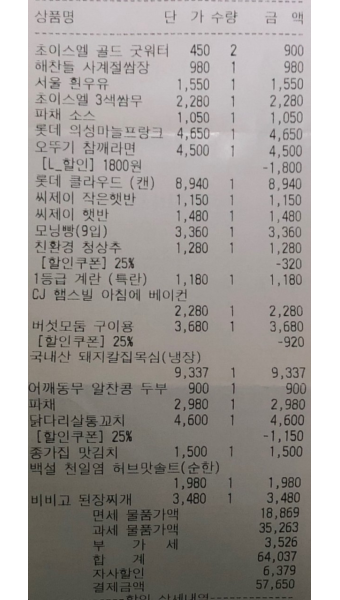 상품명 단 가 수량 금 액
초이스엘 골드 굿워터 450 2 900
해찬들 사계절쌈장 980 1 980
서울 흰우유 1,550 1 1,550
초이스엘 3색쌈무 2,280 1 2,280
파채 소스 1,050 1 1,050
롯데 의성마늘프랑크 4,650 1 4,650
오뚜기 참깨라면 4,500 1 4,500
[L_할인] 1800원 -1,800
롯데 클라우드 (캔) 8,940 1 8,940
씨제이 작은햇반 1,150 1 1,150
씨제이 햇반 1,480 1 1,480
모닝빵(9입) 3,360 1 3,360
친환경 청상추 1,280 1 1,280
[할인쿠폰] 25% -320
1등급 계란 (특란) 1,180 1 1,180
CJ 햄스빌 아침에 베이컨
2,280 1 2,280
버섯모둠 구이용 3,680 1 3,680
[할인쿠폰] 25% -920
국내산 돼지칼집목심(냉장)
9,337 1 9,337
어깨동무 알찬콩 두부 900 1 900
파채 2,980 1 2,980
닭다리살통꼬치 4,600 1 4,600
[할인쿠폰] 25% -1,150
종가집 맛김치 1,500 1 1,500
백설 천일염 허브맛솔트(순한)
1,980 1 1,980
비비고 된장찌개 3,480 1 3,480
면세 물품가액 18,869
과세 물품가액 35,263
부 가 세 3,526
합 계 64,037
자사할인 6,379
결제금액 57,650
할인 상세내역